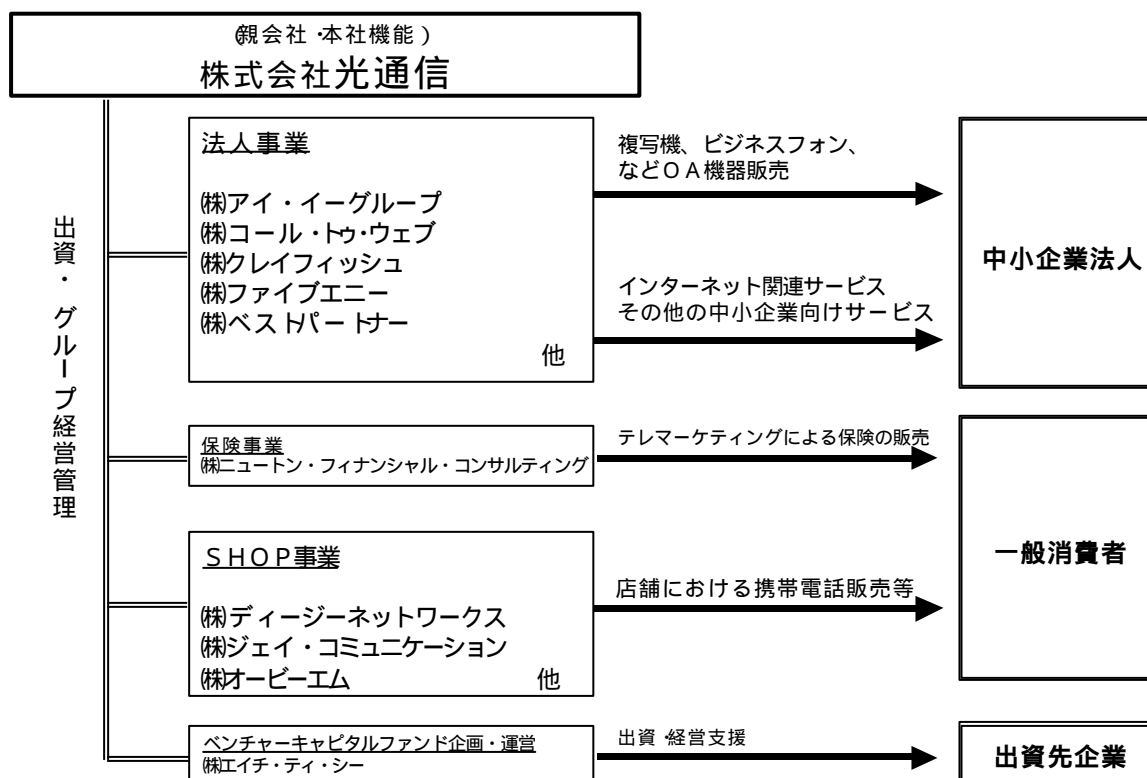 (親会社・本社機能)
株式会社光通信
出資・グループ経営管理
法人事業
㈱アイ・イーグループ
㈱コール・トゥ・ウェブ
㈱クレイフィッシュ
㈱ファイブエニー
㈱ベストパートナー
他
複写機、ビジネスフォン、
などOA機器販売
インターネット関連サービス
その他の中小企業向けサービス
中小企業法人
保険事業
㈱ニュートン・フィナンシャル・コンサルティング
テレマーケティングによる保険の販売
SHOP事業
㈱ディージーネットワークス
㈱ジェイ・コミュニケーション
㈱オービーエム 他
店舗における携帯電話販売等
一般消費者
ベンチャーキャピタルファンド企画・運営
㈱エイチ・ティ・シー
出資・経営支援
出資先企業